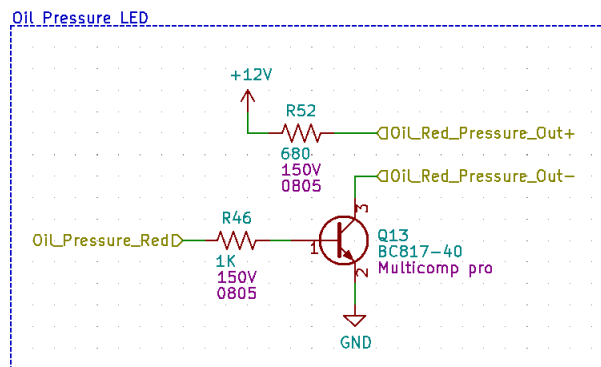 Oil Pressure LED
+12V
R52
680
150V
0805
Oil_Red_Pressure_Out+
Oil_Red_Pressure_Out-
Oil_Pressure_Red
R46
1K
150V
0805
3
1
2
Q13
BC817-40
Multicomp pro
GND